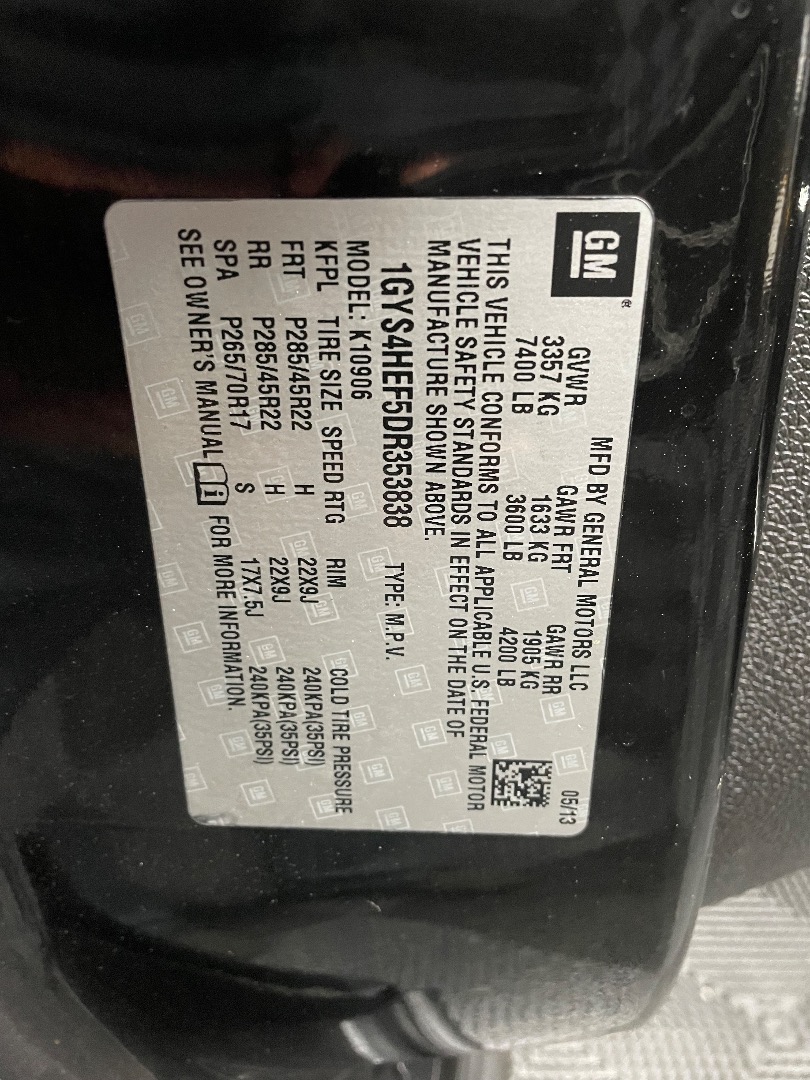 GM®
MFD BY GENERAL MOTORS LLC 05/13
GVWR GAWR FRT GAWR RR
3357 KG 1633 KG 1905 KG
7400 LB 3600 LB 4200 LB
THIS VEHICLE CONFORMS TO ALL APPLICABLE U.S. FEDERAL MOTOR
VEHICLE SAFETY STANDARDS IN EFFECT ON THE DATE OF
MANUFACTURE SHOWN ABOVE.
1GYS4HEF5DR353838 TYPE: M.P.V.
MODEL: K10906
KFPL TIRE SIZE SPEED RTG RIM COLD TIRE PRESSURE
FRT P285/45R22 H 22X9J 240KPA(35PSI)
RR P285/45R22 H 22X9J 240KPA(35PSI)
SPA P265/70R17 S 17X7.5J 240KPA(35PSI)
SEE OWNER'S MANUAL FOR MORE INFORMATION.